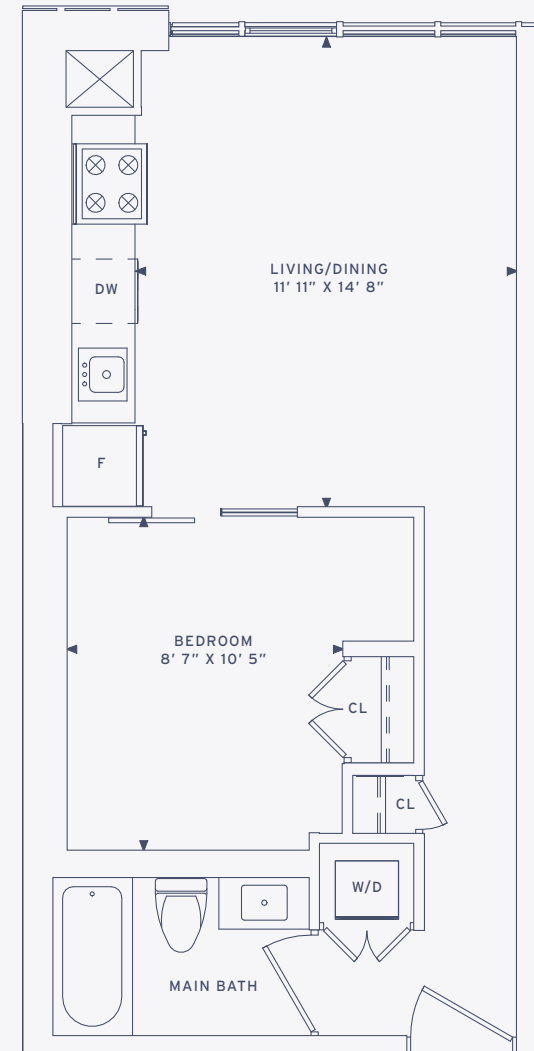 LIVING/DINING
11' 11" X 14' 8"
DW
F
BEDROOM
8' 7" X 10' 5"
CL
CL
W/D
MAIN BATH